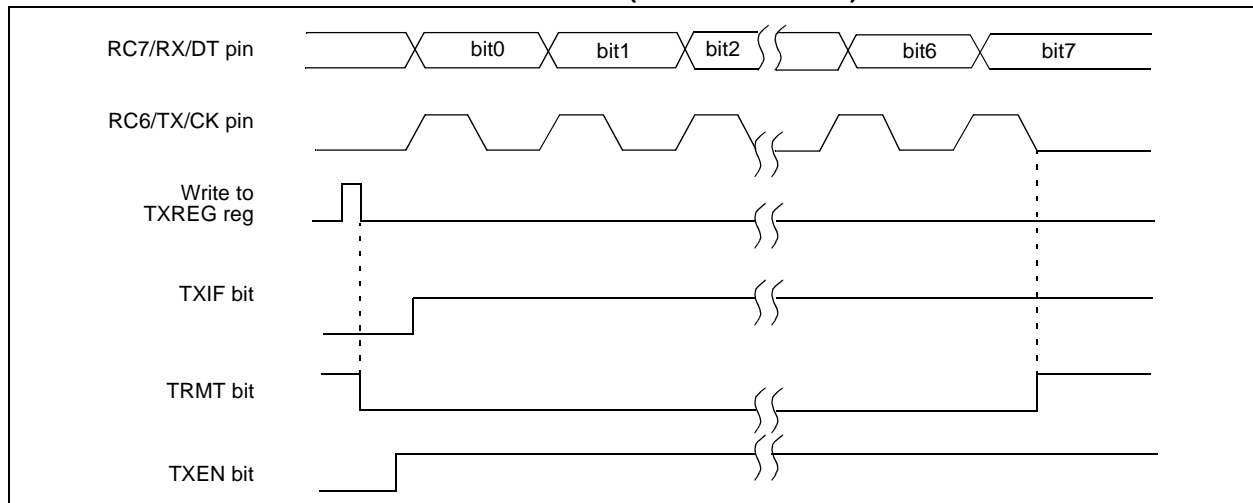 RC7/RX/DT pin
bit0 bit1 bit2 bit6 bit7
RC6/TX/CK pin
Write to
TXREG reg
TXIF bit
TRMT bit
TXEN bit